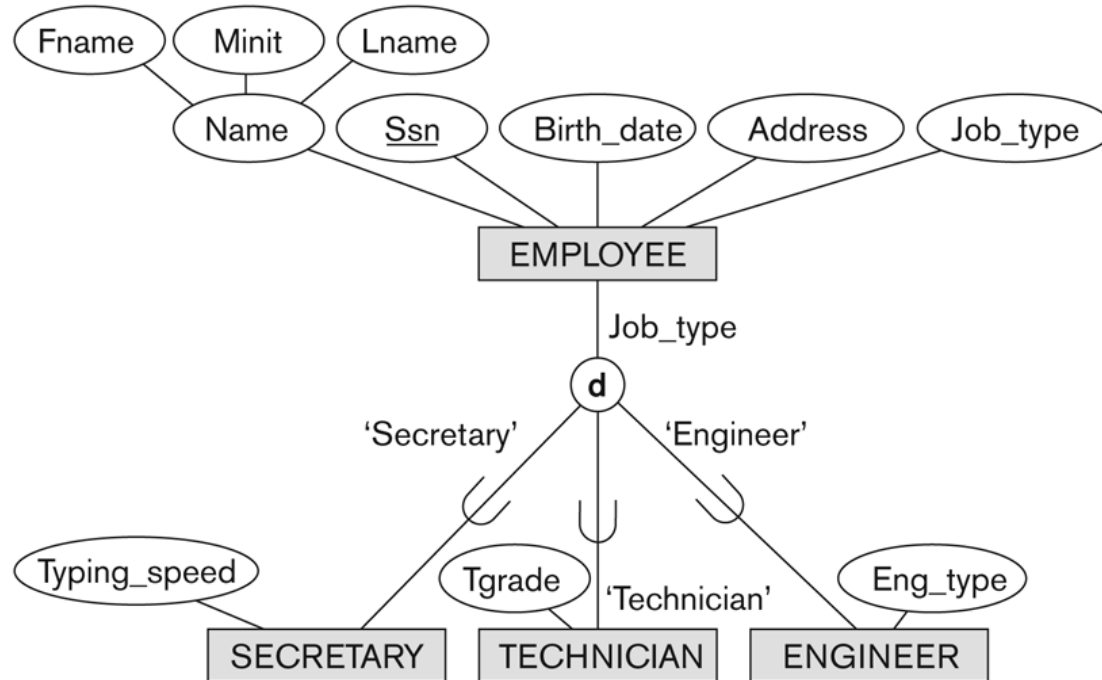 Fname Minit Lname
Name Ssn Birth_date Address Job_type
EMPLOYEE
Job_type
d
‘Secretary’ ‘Engineer’
Typing_speed Tgrade ‘Technician’ Eng_type
SECRETARY TECHNICIAN ENGINEER